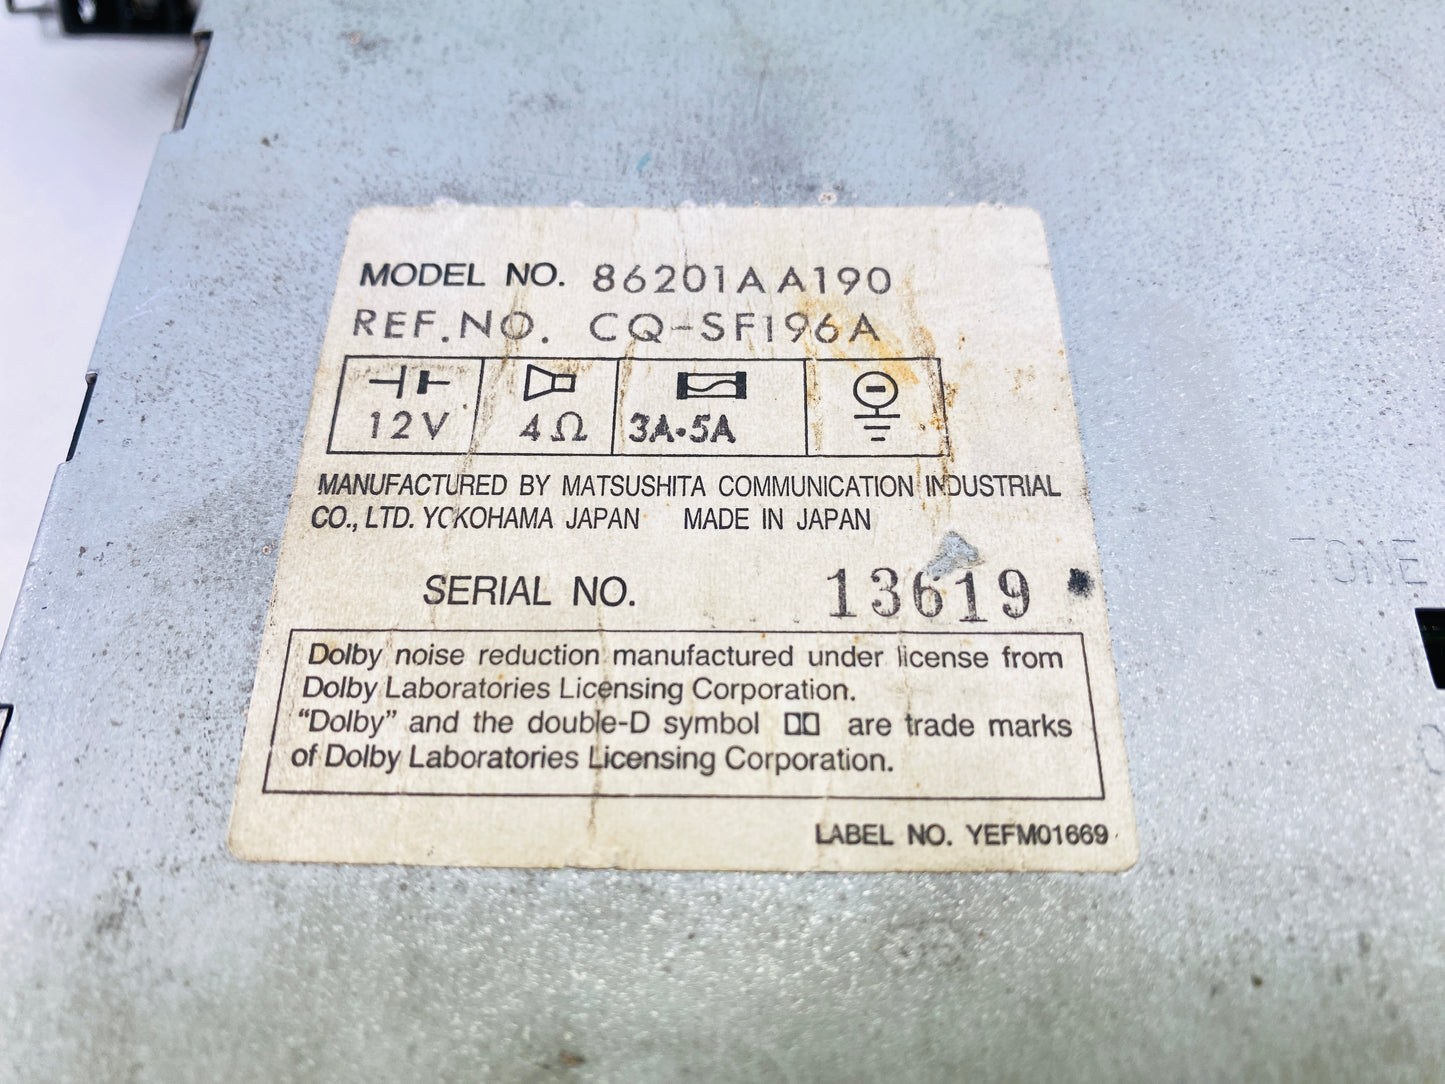 MODEL NO. 86201AA190
REF.NO. CQ-SF196A
12V 4Ω 3A·5A
MANUFACTURED BY MATSUSHITA COMMUNICATION INDUSTRIAL
CO., LTD. YOKOHAMA JAPAN MADE IN JAPAN
SERIAL NO. 13619
Dolby noise reduction manufactured under license from
Dolby Laboratories Licensing Corporation.
“Dolby” and the double-D symbol are trade marks
of Dolby Laboratories Licensing Corporation.
LABEL NO. YEFM01669
TONE